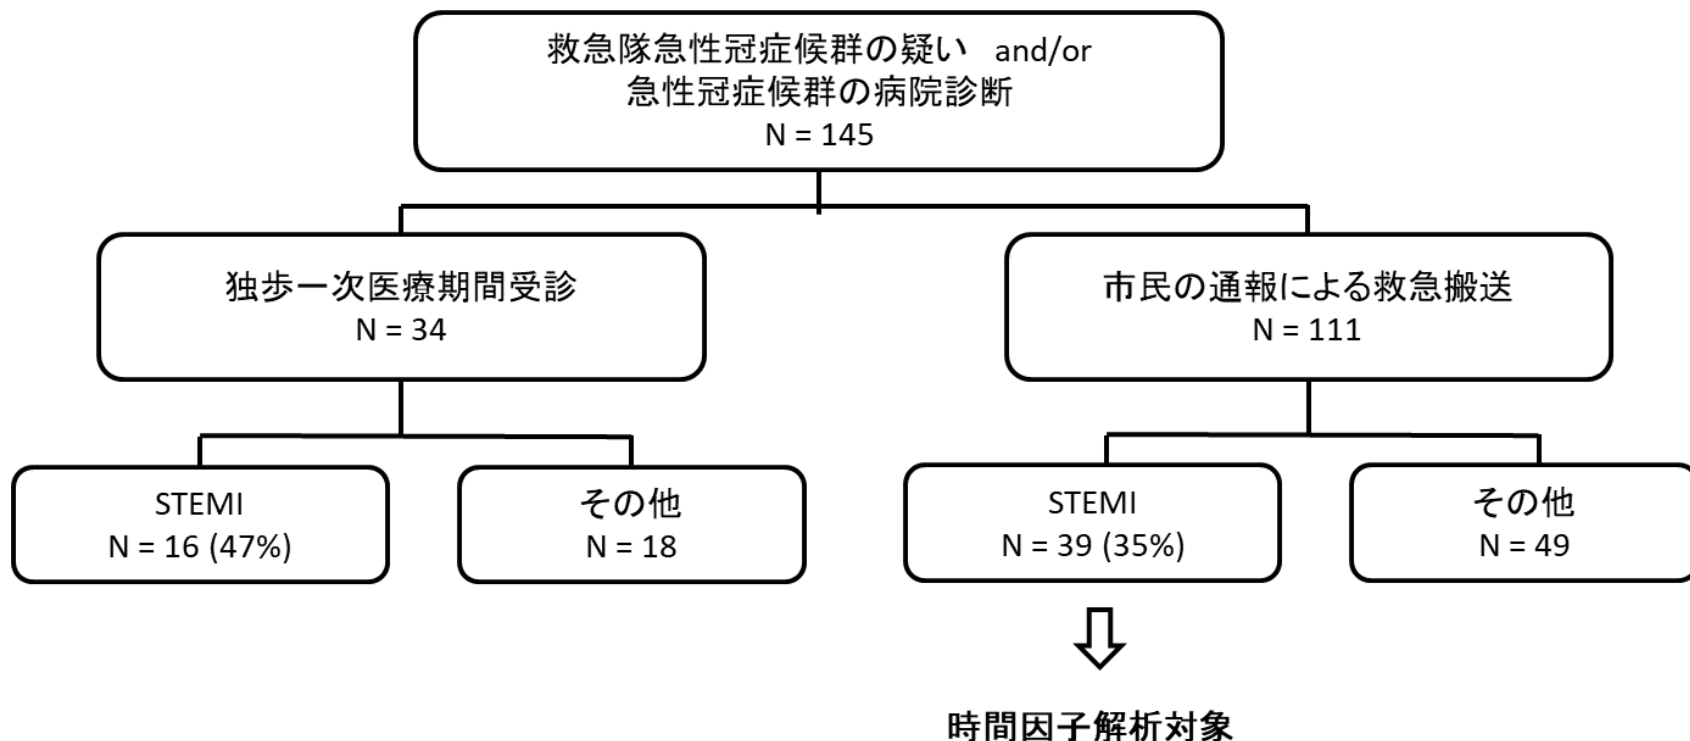 救急隊急性冠症候群の疑い and/or
急性冠症候群の病院診断
N = 145
独歩一次医療期間受診
N = 34
市民の通報による救急搬送
N = 111
STEMI
N = 16 (47%)
その他
N = 18
STEMI
N = 39 (35%)
その他
N = 49
時間因子解析対象